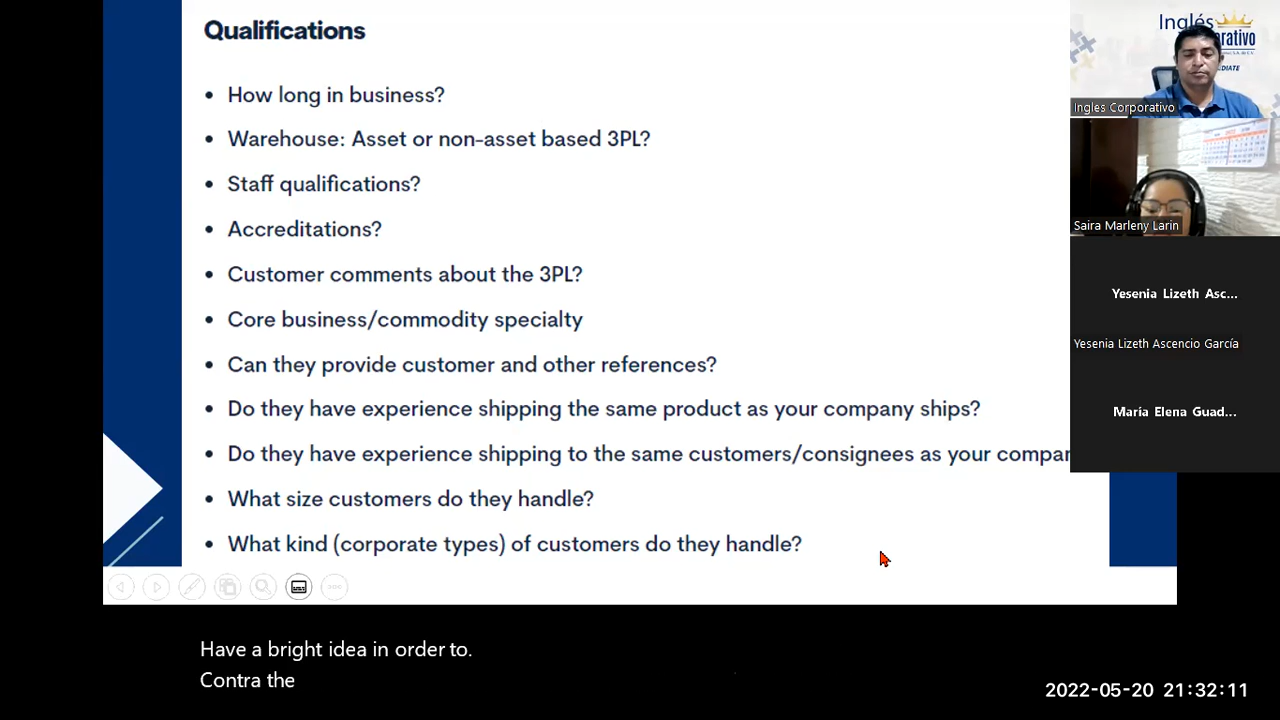 Qualifications
• How long in business?
• Warehouse: Asset or non-asset based 3PL?
• Staff qualifications?
• Accreditations?
• Customer comments about the 3PL?
• Core business/commodity specialty
• Can they provide customer and other references?
• Do they have experience shipping the same product as your company ships?
• Do they have experience shipping to the same customers/consignees as your compan
• What size customers do they handle?
• What kind (corporate types) of customers do they handle?
Inglés
Ingles Corporativo
Saira Marleny Larin
Yesenia Lizeth Asc...
Yesenia Lizeth Ascencio García
María Elena Guad...
Have a bright idea in order to.
Contra the
2022-05-20 21:32:11